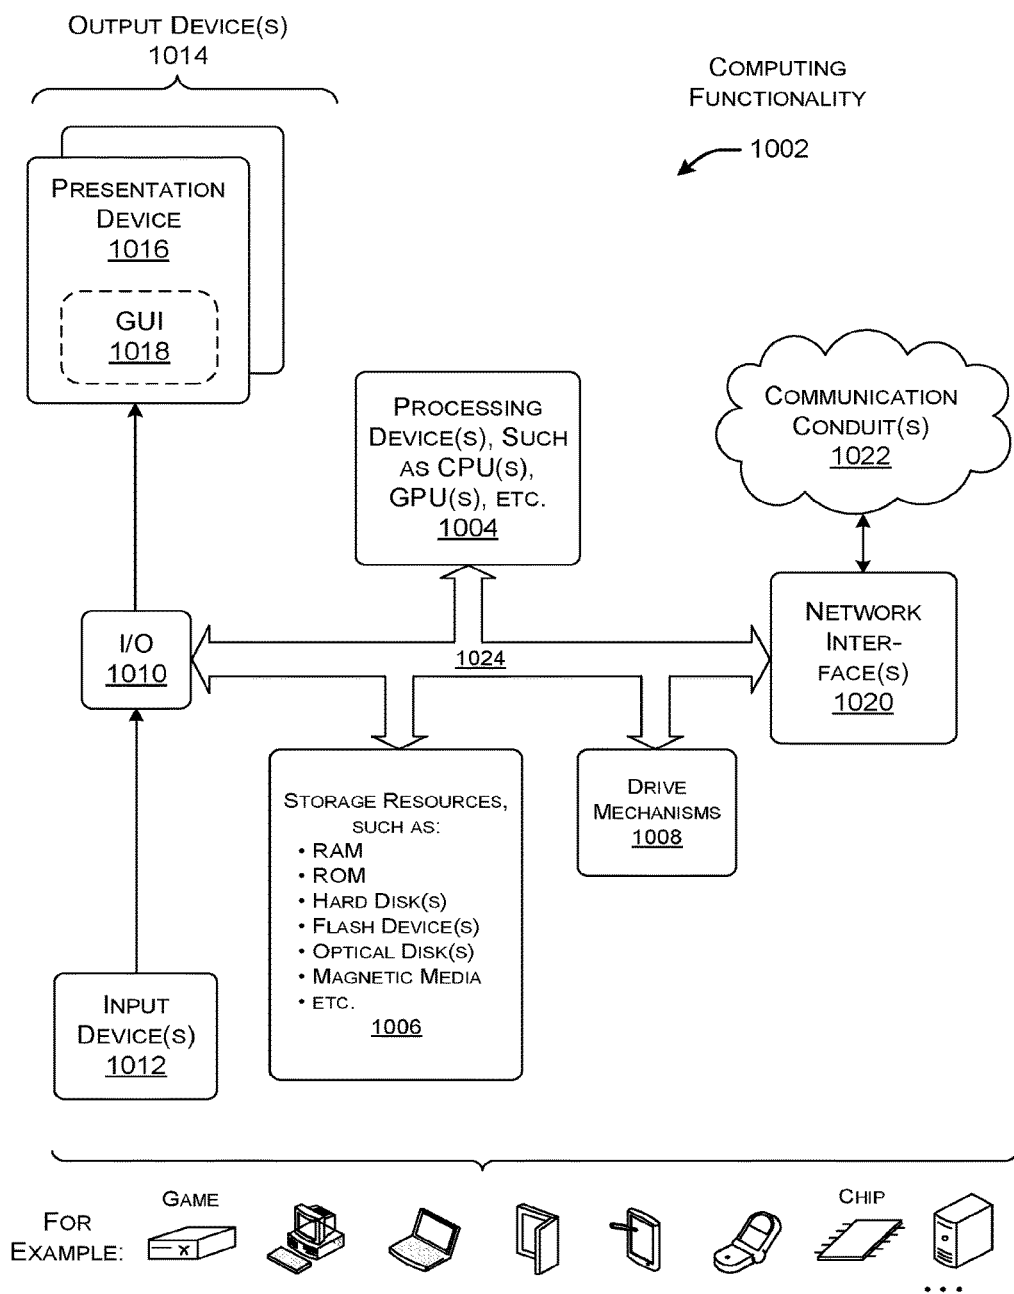 OUTPUT DEVICE(S)
1014
COMPUTING
FUNCTIONALITY
1002
PRESENTATION
DEVICE
1016
GUI
1018
PROCESSING
DEVICE(S), SUCH
AS CPU(S),
GPU(S), ETC.
1004
COMMUNICATION
CONDUIT(S)
1022
I/O
1010
1024
NETWORK
INTER-
FACE(S)
1020
STORAGE RESOURCES,
SUCH AS:
• RAM
• ROM
• HARD DISK(S)
• FLASH DEVICE(S)
• OPTICAL DISK(S)
• MAGNETIC MEDIA
• ETC.
1006
DRIVE
MECHANISMS
1008
INPUT
DEVICE(S)
1012
FOR
EXAMPLE:
GAME
CHIP
...